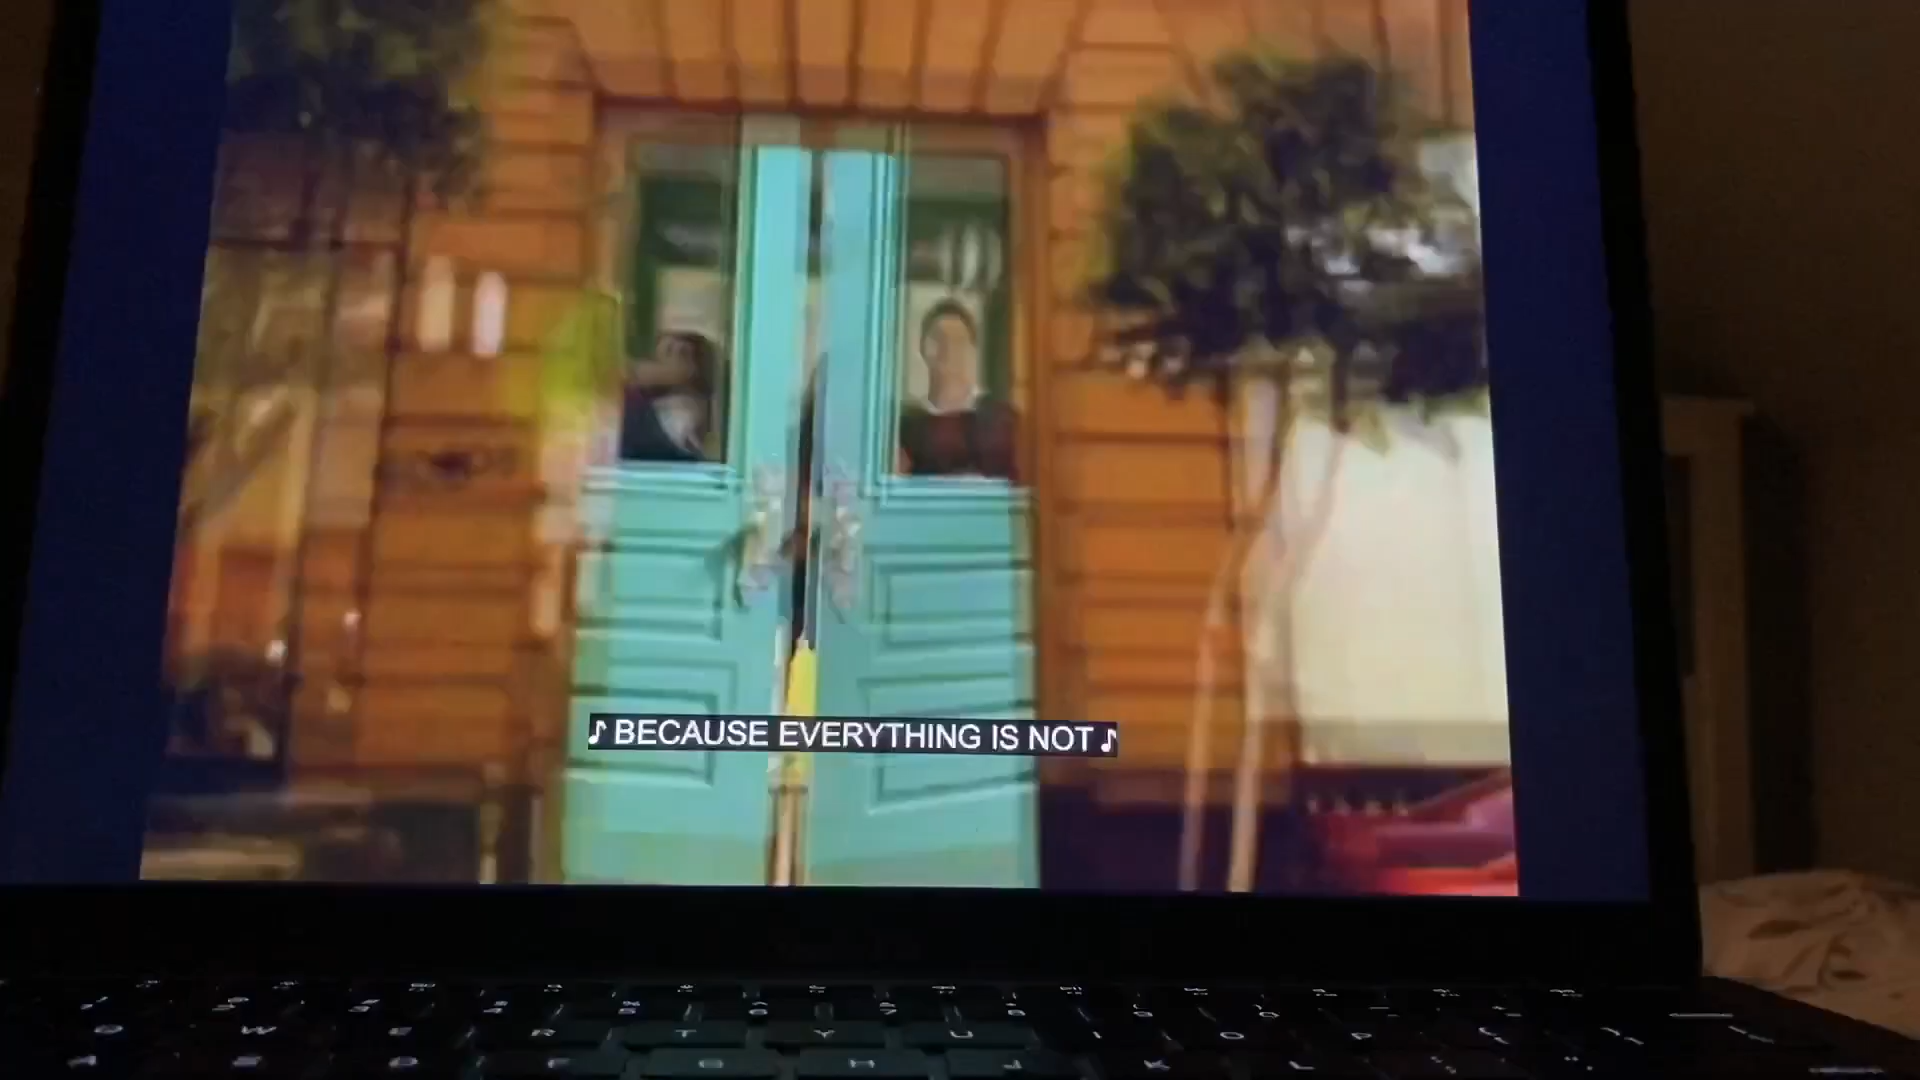 ♪ BECAUSE EVERYTHING IS NOT ♪
W E R T Y U I O P
A S D F G H J K L